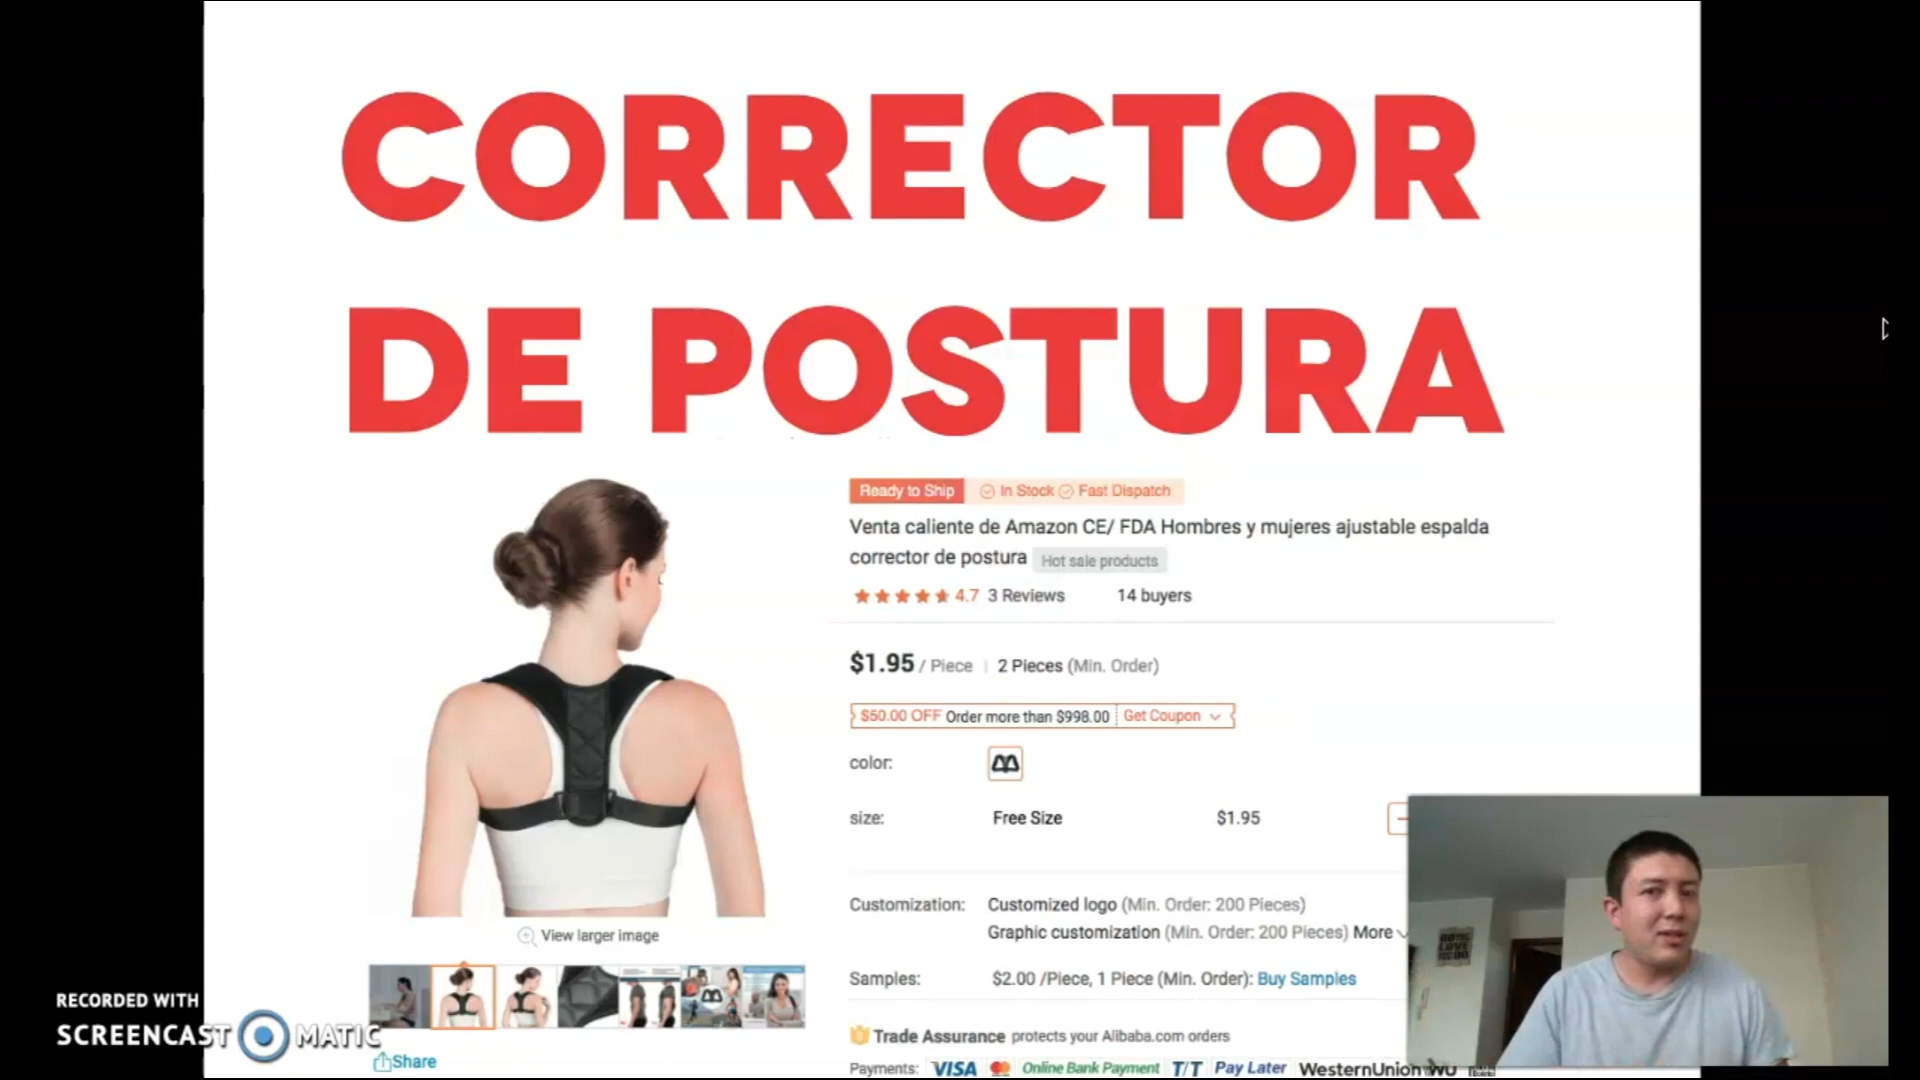 CORRECTOR
DE POSTURA
Ready to Ship In Stock Fast Dispatch
Venta caliente de Amazon CE/ FDA Hombres y mujeres ajustable espalda
corrector de postura Hot sale products
4.7 3 Reviews 14 buyers
$1.95 / Piece | 2 Pieces (Min. Order)
$50.00 OFF Order more than $998.00 Get Coupon
color:
size: Free Size $1.95
Customization: Customized logo (Min. Order: 200 Pieces)
Graphic customization (Min. Order: 200 Pieces) More
Samples: $2.00 /Piece, 1 Piece (Min. Order): Buy Samples
Trade Assurance protects your Alibaba.com orders
Payments: VISA Online Bank Payment T/T Pay Later WesternUnion WU
View larger image
Share
RECORDED WITH
SCREENCAST MATIC